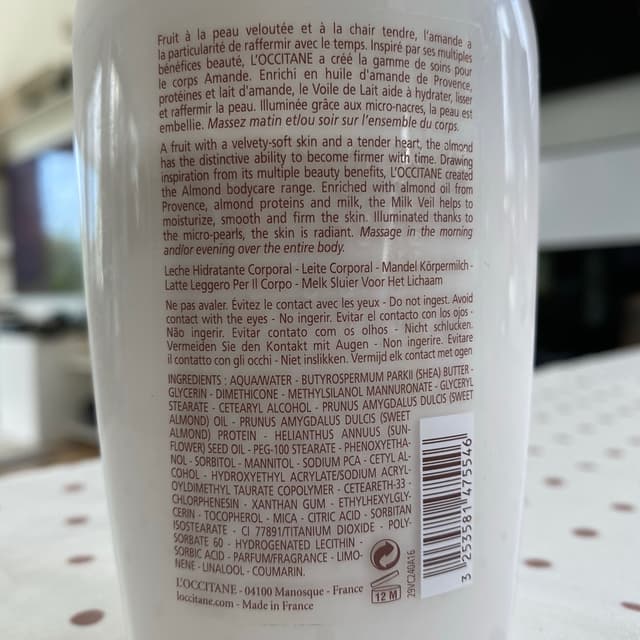 Fruit à la peau veloutée et à la chair tendre, l'amande a
la particularité de raffermir avec le temps. Inspiré par ses multiples
bénéfices beauté, L'OCCITANE a créé la gamme de soins pour
le corps Amande. Enrichi en huile d'amande de Provence,
protéines et lait d'amande, le Voile de Lait aide à hydrater, lisser
et raffermir la peau. Illuminée grâce aux micro-nacres, la peau est
embellie. Massez matin et/ou soir sur l'ensemble du corps.
A fruit with a velvety-soft skin and a tender heart, the almond
has the distinctive ability to become firmer with time. Drawing
inspiration from its multiple beauty benefits, L'OCCITANE created
the Almond bodycare range. Enriched with almond oil from
Provence, almond proteins and milk, the Milk Veil helps to
moisturize, smooth and firm the skin. Illuminated thanks to
the micro-pearls, the skin is radiant. Massage in the morning
and/or evening over the entire body.
Leche Hidratante Corporal - Leite Corporal - Mandel Körpermilch -
Latte Leggero Per Il Corpo - Melk Sluier Voor Het Lichaam
Ne pas avaler. Évitez le contact avec les yeux - Do not ingest. Avoid
contact with the eyes - No ingerir. Evitar el contacto con los ojos -
Não ingerir. Evitar contato com os olhos - Nicht schlucken.
Vermeiden Sie den Kontakt mit Augen - Non ingerire. Evitare
il contatto con gli occhi - Niet inslikken. Vermijd elk contact met ogen
INGREDIENTS : AQUA/WATER - BUTYROSPERMUM PARKII (SHEA) BUTTER -
GLYCERIN - DIMETHICONE - METHYLSILANOL MANNURONATE - GLYCERYL
STEARATE - CETEARYL ALCOHOL - PRUNUS AMYGDALUS DULCIS (SWEET
ALMOND) OIL - PRUNUS AMYGDALUS DULCIS (SWEET
ALMOND) PROTEIN - HELIANTHUS ANNUUS (SUN-
FLOWER) SEED OIL - PEG-100 STEARATE - PHENOXYETHA-
NOL - SORBITOL - MANNITOL - SODIUM PCA - CETYL AL-
COHOL - HYDROXYETHYL ACRYLATE/SODIUM ACRYL-
OYLDIMETHYL TAURATE COPOLYMER - CETEARETH-33 -
CHLORPHENESIN - XANTHAN GUM - ETHYLHEXYLGLY-
CERIN - TOCOPHEROL - MICA - CITRIC ACID - SORBITAN
ISOSTEARATE - CI 77891/TITANIUM DIOXIDE - POLY-
SORBATE 60 - HYDROGENATED LECITHIN -
SORBIC ACID - PARFUM/FRAGRANCE - LIMO-
NENE - LINALOOL - COUMARIN.
L'OCCITANE - 04100 Manosque - France
loccitane.com - Made in France
12 M
29VC240A16
3 253581 475546